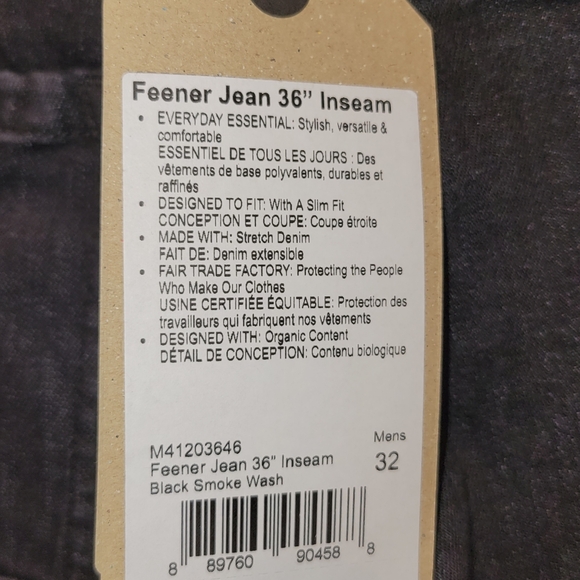 Feener Jean 36” Inseam
• EVERYDAY ESSENTIAL: Stylish, versatile &
comfortable
ESSENTIEL DE TOUS LES JOURS : Des
vêtements de base polyvalents, durables et
raffinés
• DESIGNED TO FIT: With A Slim Fit
CONCEPTION ET COUPE: Coupe étroite
• MADE WITH: Stretch Denim
FAIT DE: Denim extensible
• FAIR TRADE FACTORY: Protecting the People
Who Make Our Clothes
USINE CERTIFIÉE ÉQUITABLE: Protection des
travailleurs qui fabriquent nos vêtements
• DESIGNED WITH: Organic Content
DÉTAIL DE CONCEPTION: Contenu biologique
M41203646
Feener Jean 36" Inseam
Black Smoke Wash
Mens
32
8 89760 90458 8